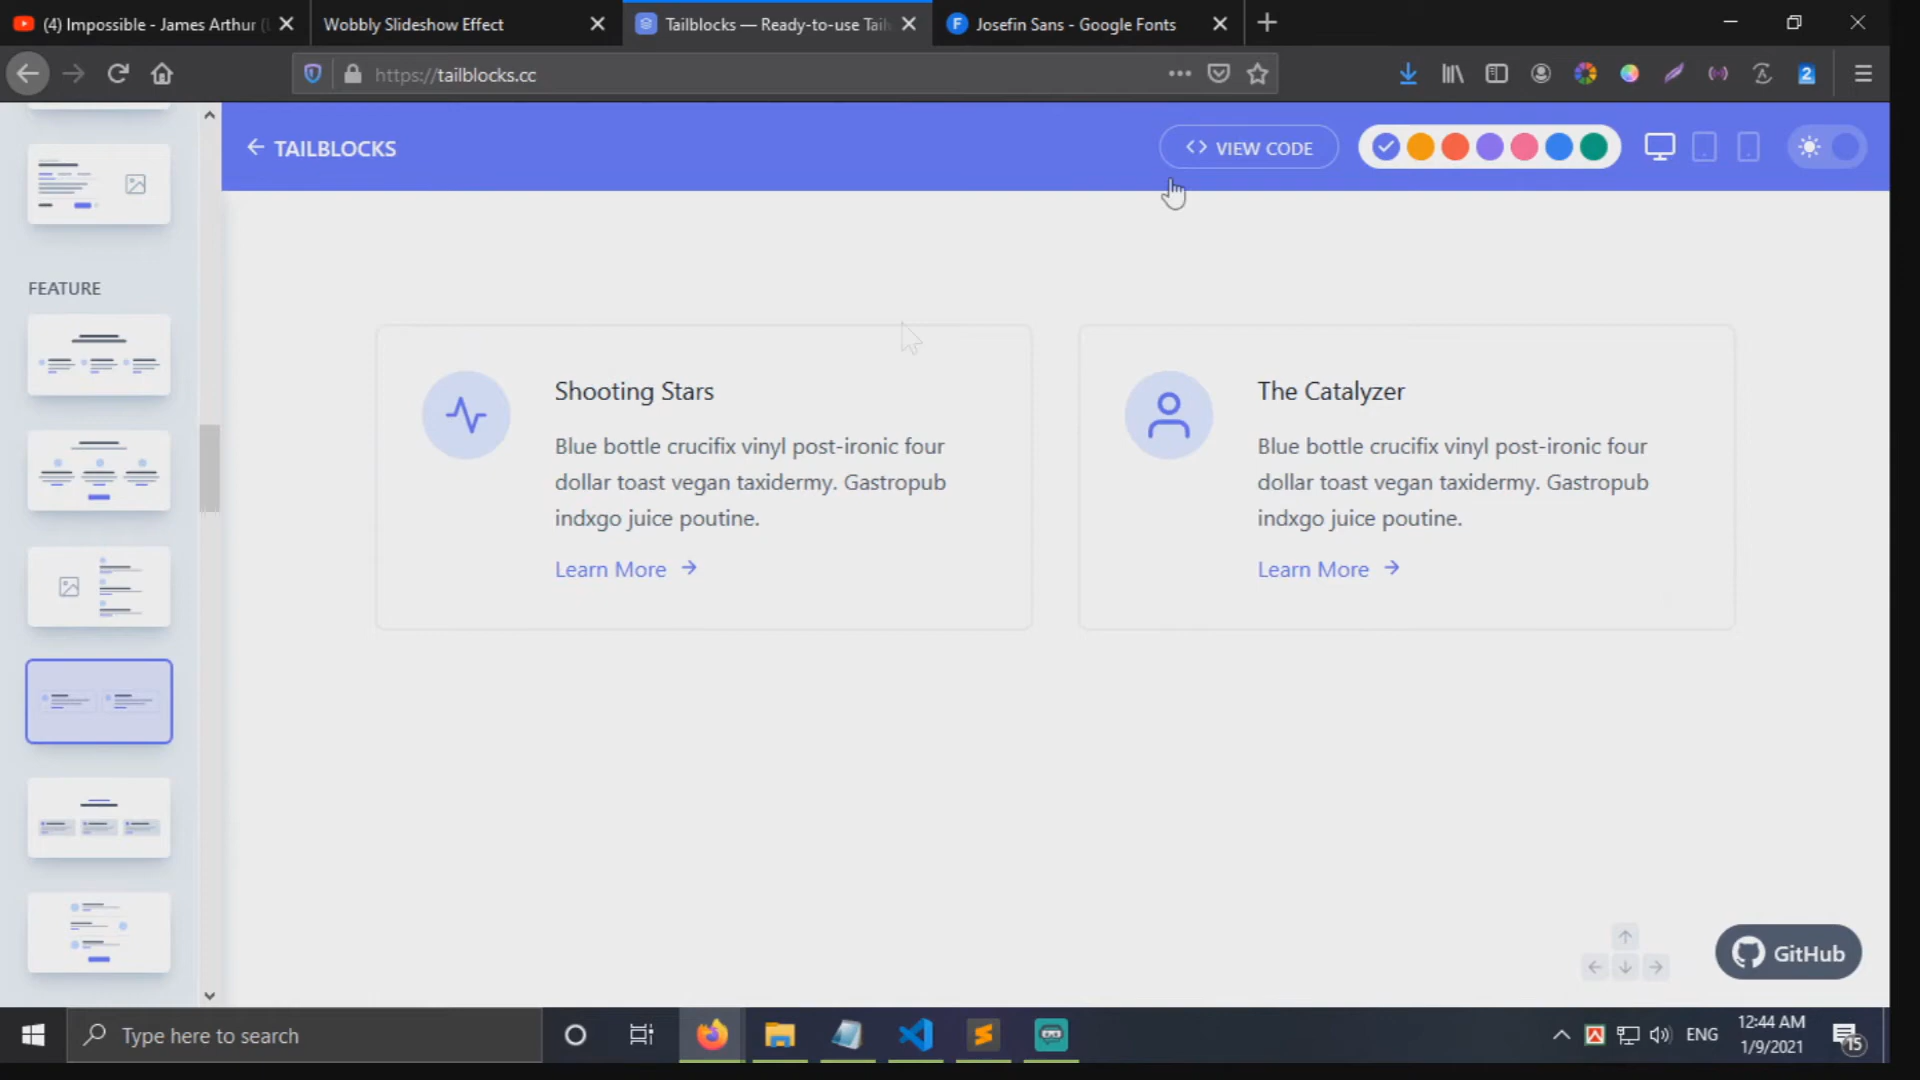 (4) Impossible - James Arthur (
Wobbly Slideshow Effect
Tailblocks — Ready-to-use Tail
Josefin Sans - Google Fonts
https://tailblocks.cc
TAILBLOCKS
VIEW CODE
FEATURE
Shooting Stars
Blue bottle crucifix vinyl post-ironic four
dollar toast vegan taxidermy. Gastropub
indxgo juice poutine.
Learn More
The Catalyzer
Blue bottle crucifix vinyl post-ironic four
dollar toast vegan taxidermy. Gastropub
indxgo juice poutine.
Learn More
GitHub
Type here to search
ENG
12:44 AM
1/9/2021
15
2